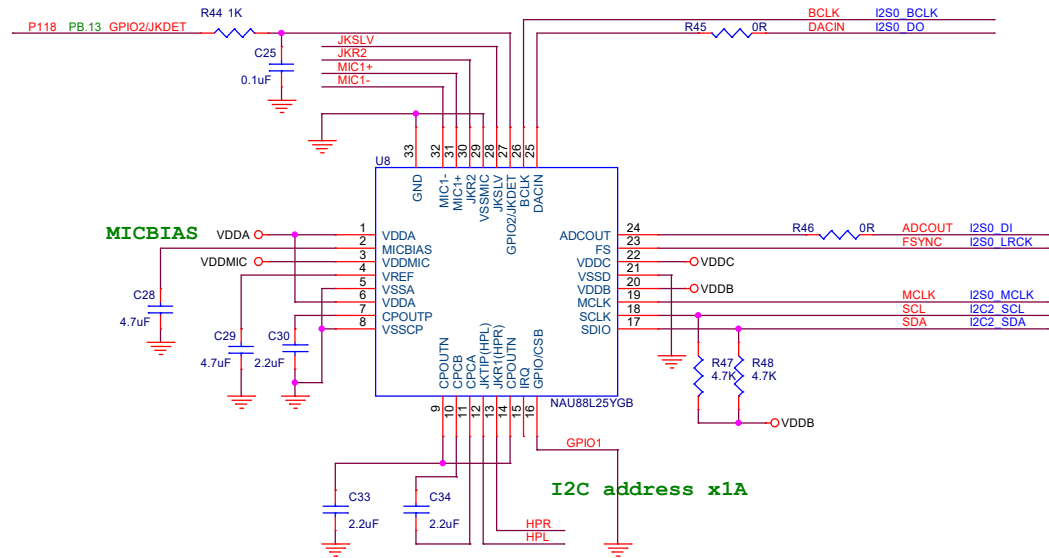 R44 1K
P118 PB.13 GPIO2/JKDET
C25
0.1uF
JKSLV
JKR2
MIC1+
MIC1-
BCLK I2S0_BCLK
R45 0R DACIN I2S0_DO
33 32 31 30 29 28 27 26 25
U8
GND MIC1- MIC1+ JKR2 VSSMIC JKSLV GPIO2/JKDET BCLK DACIN
MICBIAS
VDDA 1 VDDA
2 MICBIAS
VDDMIC 3 VDDMIC
4 VREF
5 VSSA
6 VDDA
7 CPOUTP
8 VSSCP
ADCOUT 24 R46 0R ADCOUT I2S0_DI
FS 23 FSYNC I2S0_LRCK
VDDC 22 VDDC
VSSD 21
VDDB 20 VDDB
MCLK 19 MCLK I2S0_MCLK
SCLK 18 SCL I2C2_SCL
SDIO 17 SDA I2C2_SDA
C28
4.7uF
C29
4.7uF
C30
2.2uF
R47
4.7K
R48
4.7K
VDDB
CPOUTN CPCB CPCA JKTIP(HPL) JKR1(HPR) CPOUTN IRQ GPIO/CSB
NAU88L25YGB
9 10 11 12 13 14 15 16
GPIO1
I2C address x1A
C33
2.2uF
C34
2.2uF
HPR
HPL